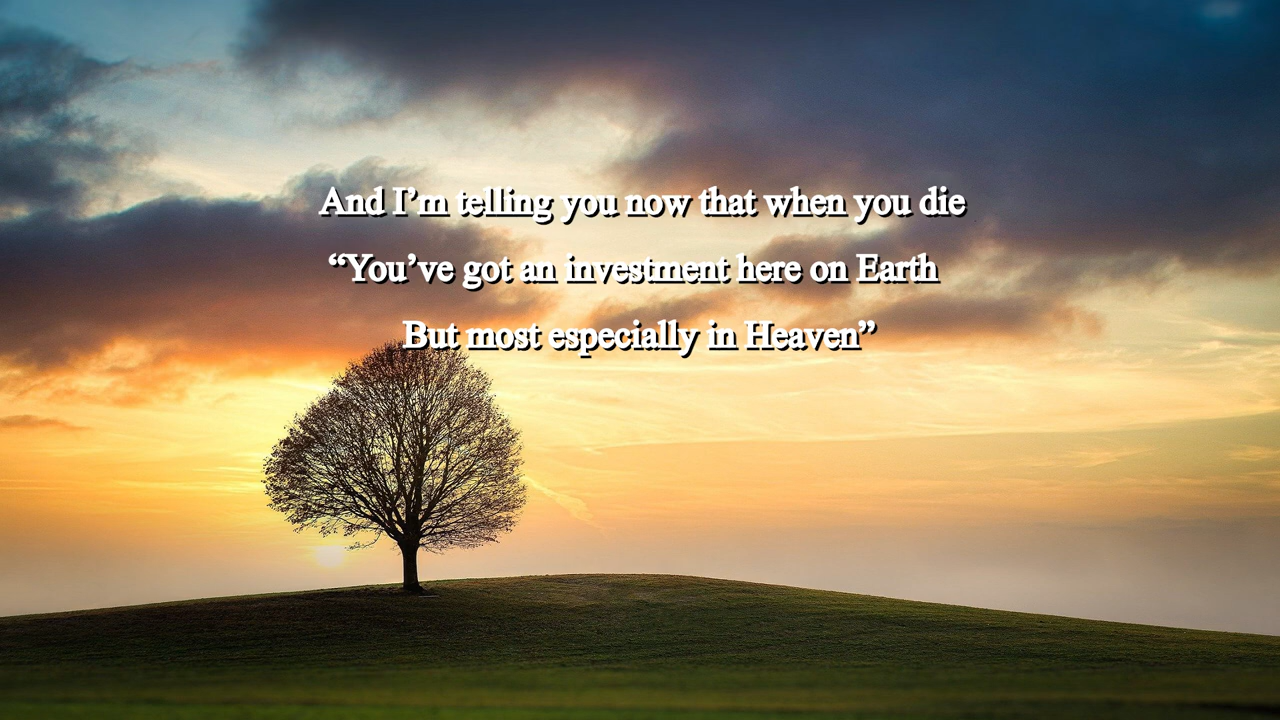 And I’m telling you now that when you die
“You’ve got an investment here on Earth
But most especially in Heaven”